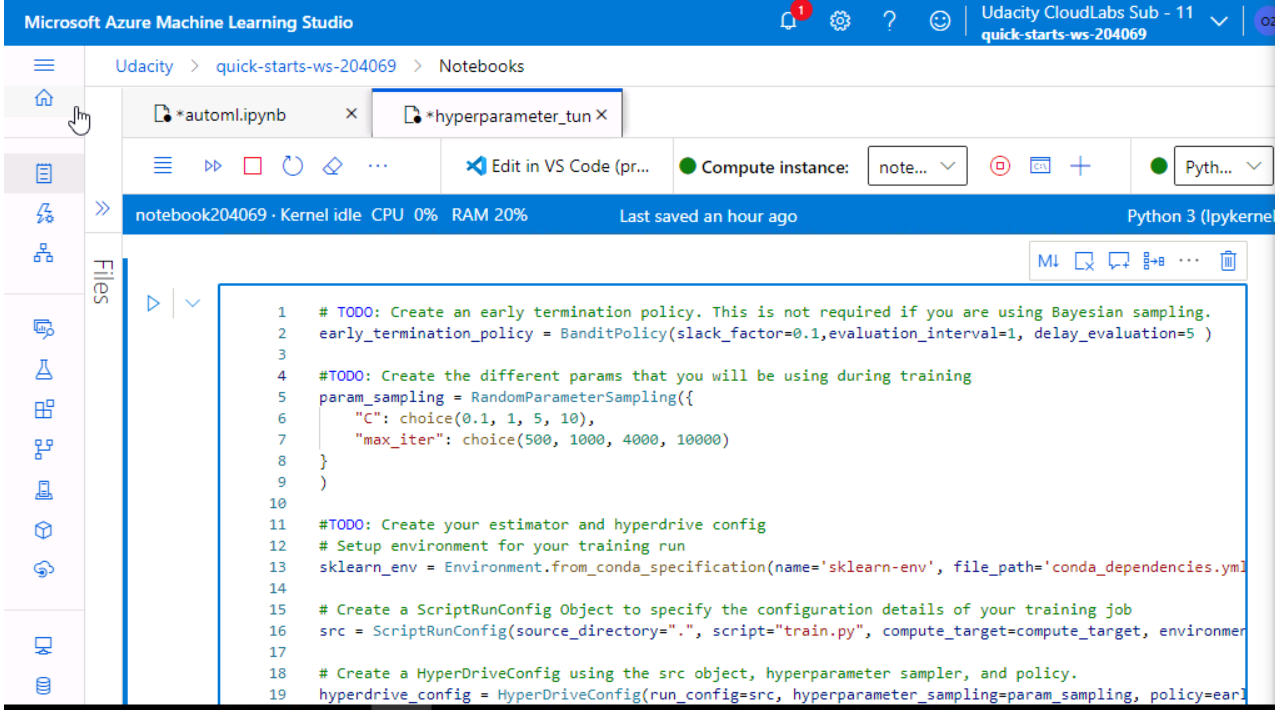 Microsoft Azure Machine Learning Studio
1
?
Udacity CloudLabs Sub - 11
quick-starts-ws-204069
OZ
Udacity > quick-starts-ws-204069 > Notebooks
*automl.ipynb ×
*hyperparameter_tun ×
Edit in VS Code (pr...
Compute instance:
note...
Pyth...
notebook204069 · Kernel idle CPU 0% RAM 20%
Last saved an hour ago
Python 3 (Ipykernel
Files
M↓
1 # TODO: Create an early termination policy. This is not required if you are using Bayesian sampling.
2 early_termination_policy = BanditPolicy(slack_factor=0.1,evaluation_interval=1, delay_evaluation=5 )
3
4 #TODO: Create the different params that you will be using during training
5 param_sampling = RandomParameterSampling({
6 "C": choice(0.1, 1, 5, 10),
7 "max_iter": choice(500, 1000, 4000, 10000)
8 }
9 )
10
11 #TODO: Create your estimator and hyperdrive config
12 # Setup environment for your training run
13 sklearn_env = Environment.from_conda_specification(name='sklearn-env', file_path='conda_dependencies.yml
14
15 # Create a ScriptRunConfig Object to specify the configuration details of your training job
16 src = ScriptRunConfig(source_directory=".", script="train.py", compute_target=compute_target, environmen
17
18 # Create a HyperDriveConfig using the src object, hyperparameter sampler, and policy.
19 hyperdrive_config = HyperDriveConfig(run_config=src, hyperparameter_sampling=param_sampling, policy=earl